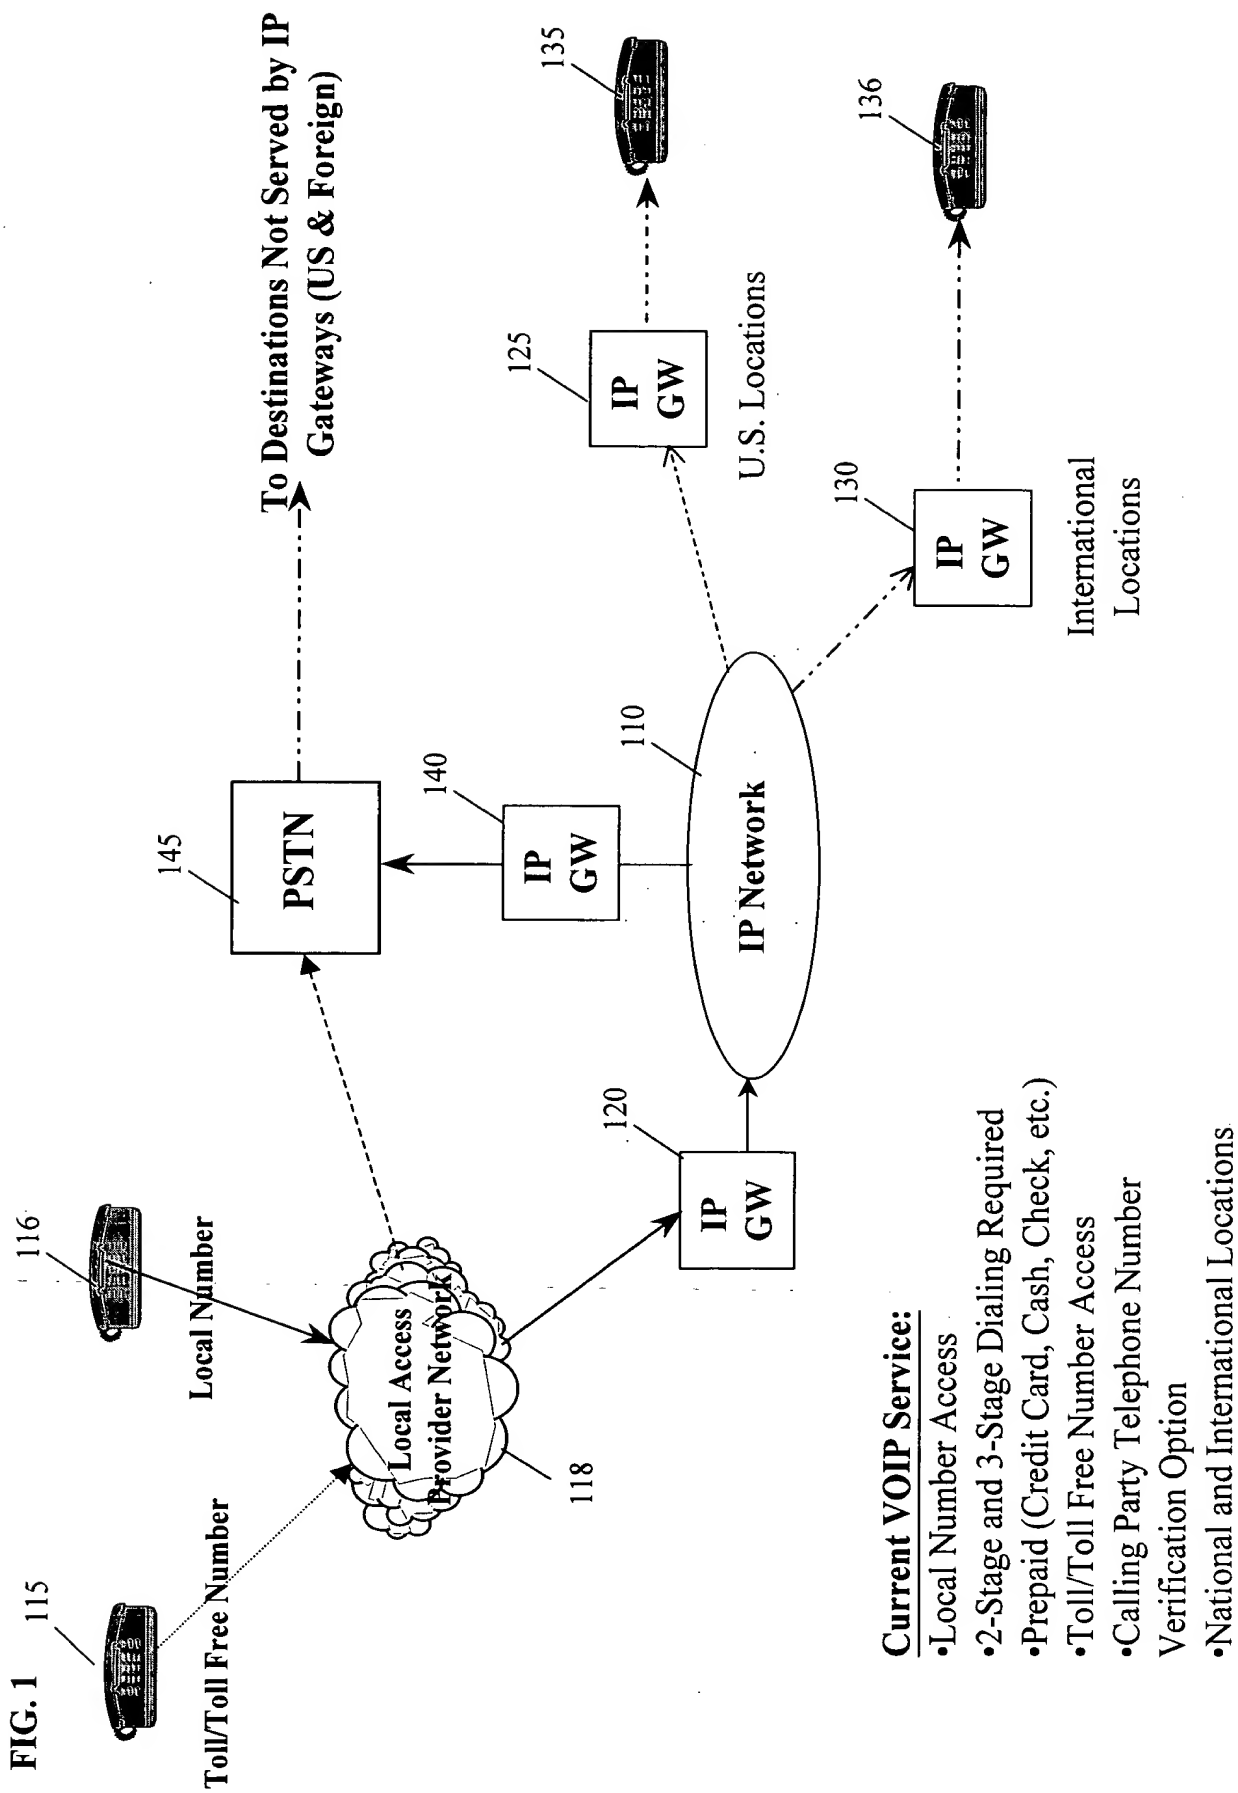 FIG. 1
115
Toll/Toll Free Number
116
Local Number
Local Access
Provider Network
118
145
PSTN
To Destinations Not Served by IP
Gateways (US & Foreign)
140
IP
GW
120
IP
GW
110
IP Network
125
IP
GW
U.S. Locations
135
130
IP
GW
International
Locations
136
Current VOIP Service:
•Local Number Access
•2-Stage and 3-Stage Dialing Required
•Prepaid (Credit Card, Cash, Check, etc.)
•Toll/Toll Free Number Access
•Calling Party Telephone Number
Verification Option
•National and International Locations